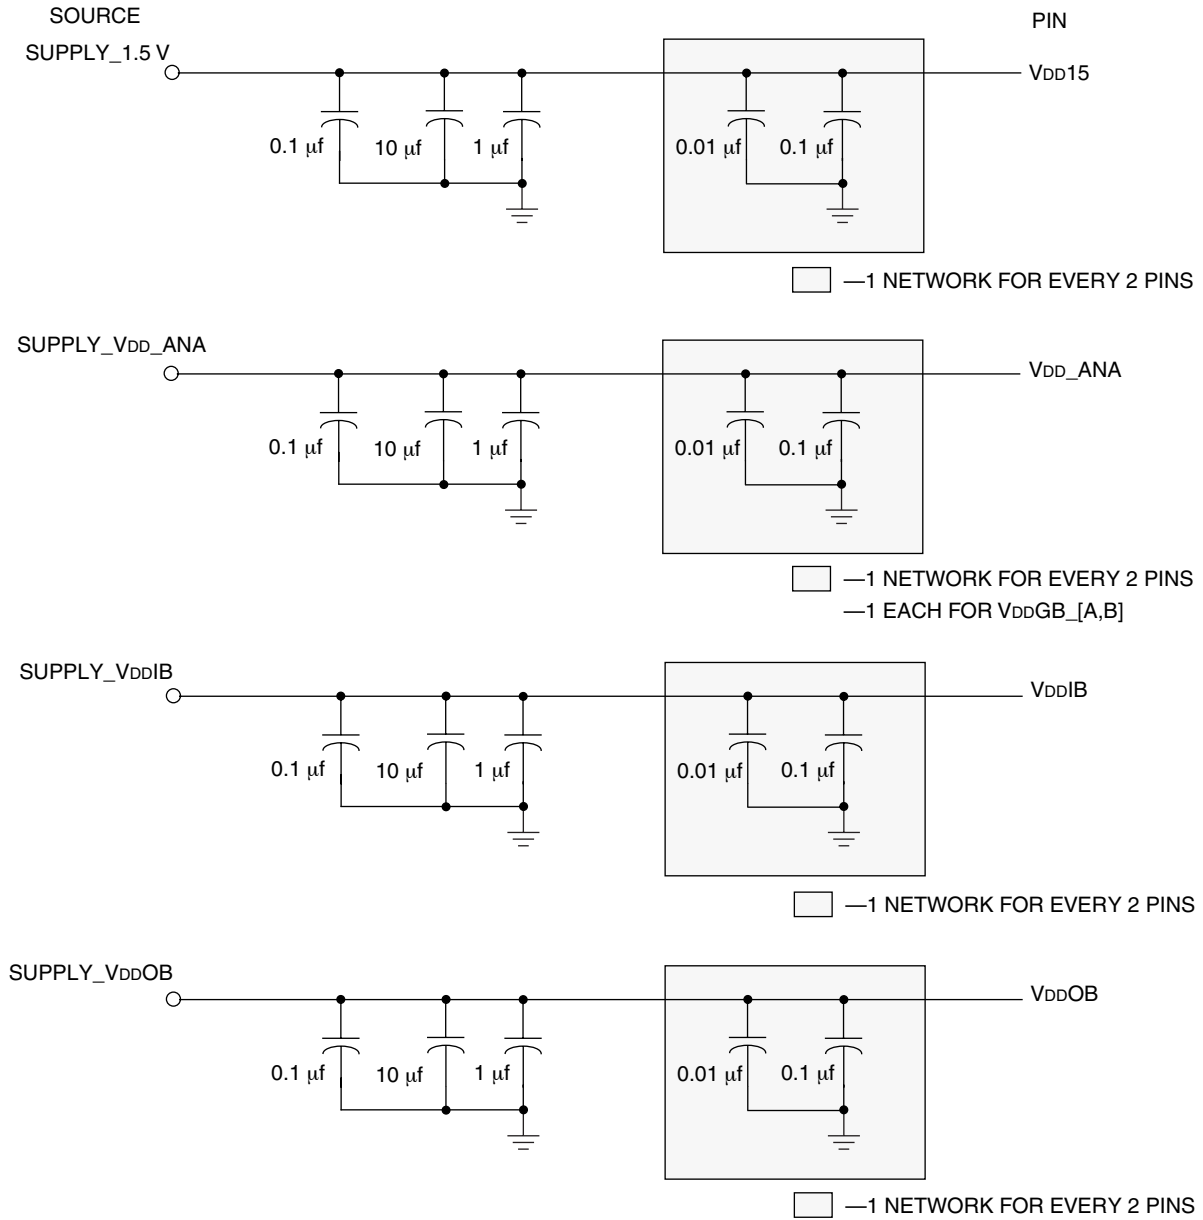 SOURCE
PIN
SUPPLY_1.5 V
VDD15
0.1 µf
10 µf
1 µf
0.01 µf
0.1 µf
—1 NETWORK FOR EVERY 2 PINS
SUPPLY_VDD_ANA
VDD_ANA
0.1 µf
10 µf
1 µf
0.01 µf
0.1 µf
—1 NETWORK FOR EVERY 2 PINS
—1 EACH FOR VDDGB_[A,B]
SUPPLY_VDDIB
VDDIB
0.1 µf
10 µf
1 µf
0.01 µf
0.1 µf
—1 NETWORK FOR EVERY 2 PINS
SUPPLY_VDDOB
VDDOB
0.1 µf
10 µf
1 µf
0.01 µf
0.1 µf
—1 NETWORK FOR EVERY 2 PINS